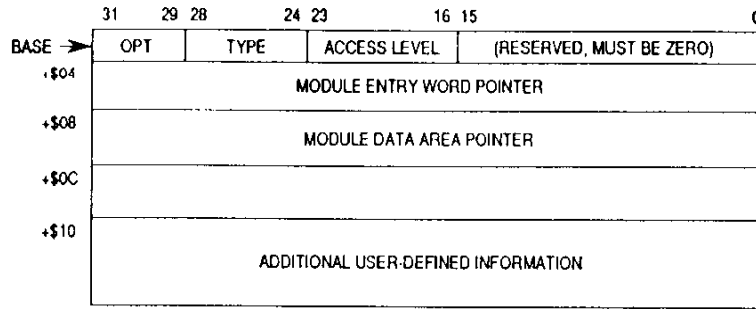 31 29 28 24 23 16 15 0
BASE OPT TYPE ACCESS LEVEL (RESERVED, MUST BE ZERO)
+$04 MODULE ENTRY WORD POINTER
+$08 MODULE DATA AREA POINTER
+$0C
+$10
ADDITIONAL USER-DEFINED INFORMATION